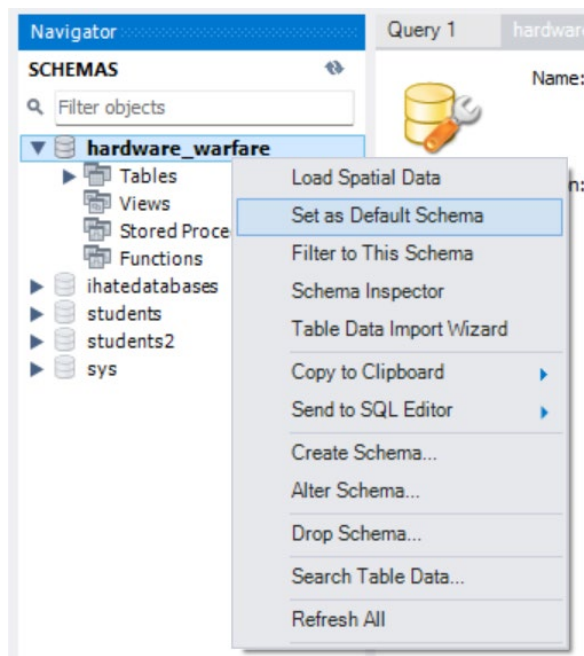 Navigator
SCHEMAS
Filter objects
hardware_warfare
Tables
Views
Stored Proce
Functions
ihatedatabases
students
students2
sys
Query 1
hardware
Name:
n:
Load Spatial Data
Set as Default Schema
Filter to This Schema
Schema Inspector
Table Data Import Wizard
Copy to Clipboard
Send to SQL Editor
Create Schema...
Alter Schema...
Drop Schema...
Search Table Data...
Refresh All